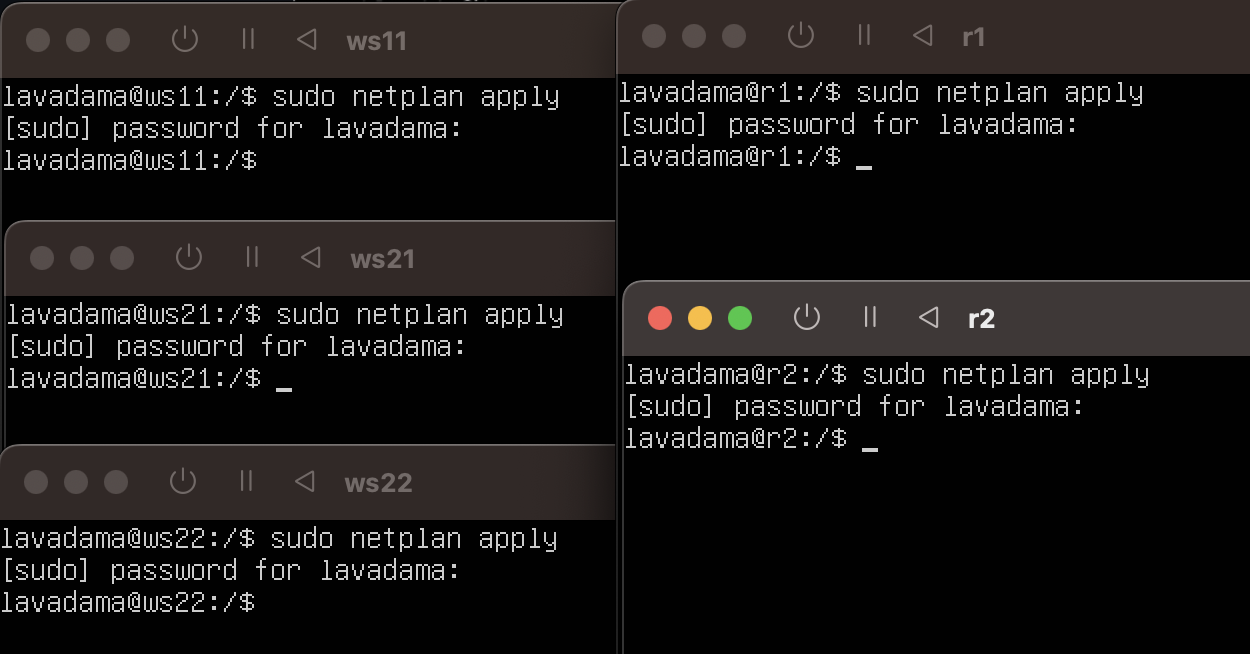 ws11
lavadama@ws11:/$ sudo netplan apply
[sudo] password for lavadama:
lavadama@ws11:/$
ws21
lavadama@ws21:/$ sudo netplan apply
[sudo] password for lavadama:
lavadama@ws21:/$ _
ws22
lavadama@ws22:/$ sudo netplan apply
[sudo] password for lavadama:
lavadama@ws22:/$
r1
lavadama@r1:/$ sudo netplan apply
[sudo] password for lavadama:
lavadama@r1:/$ _
r2
lavadama@r2:/$ sudo netplan apply
[sudo] password for lavadama:
lavadama@r2:/$ _